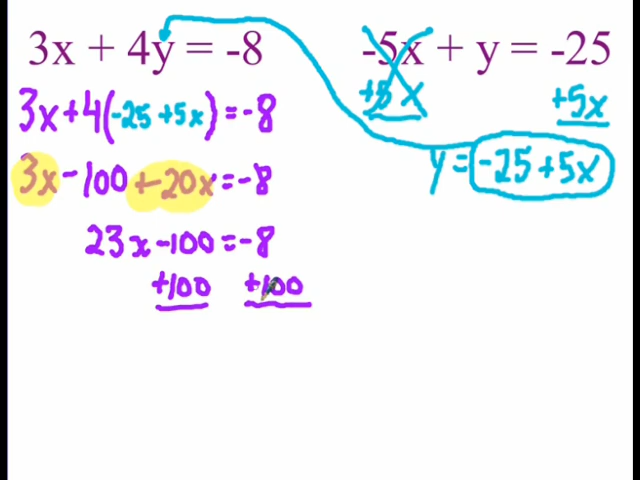 3x + 4y = -8
3x+4(-25+5x)=-8
3x-100+20x=-8
23x-100=-8
+100 +100
-5x + y = -25
+5x +5x
y=-25+5x